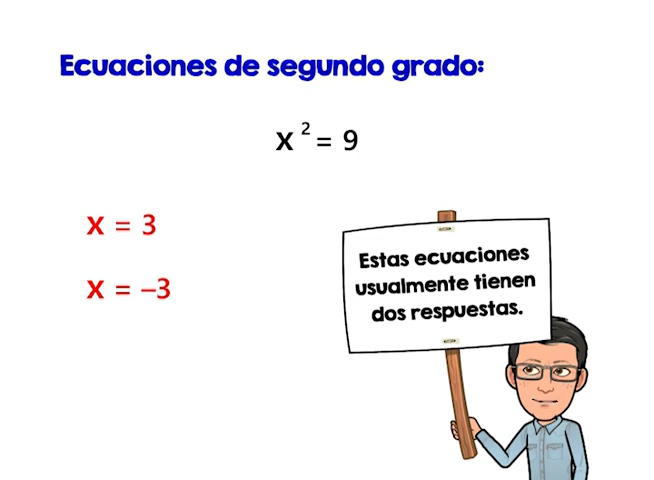 Ecuaciones de segundo grado:
x² = 9
x = 3
x = –3
Estas ecuaciones
usualmente tienen
dos respuestas.